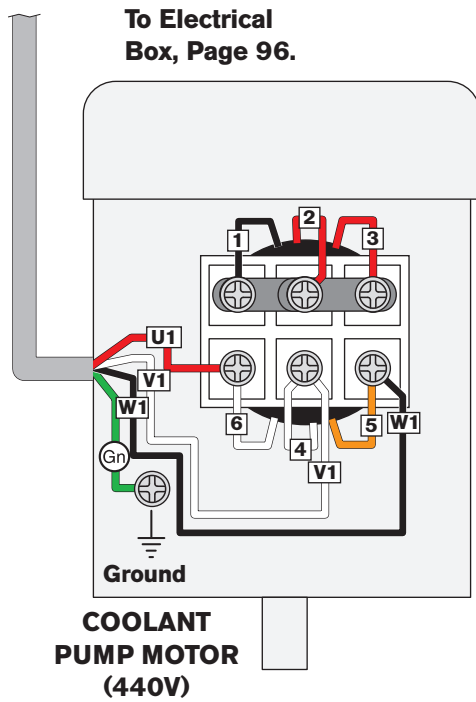 To Electrical
Box, Page 96.
1
2
3
U1
V1
W1
6
4
5
W1
V1
Gn
Ground
COOLANT
PUMP MOTOR
(440V)